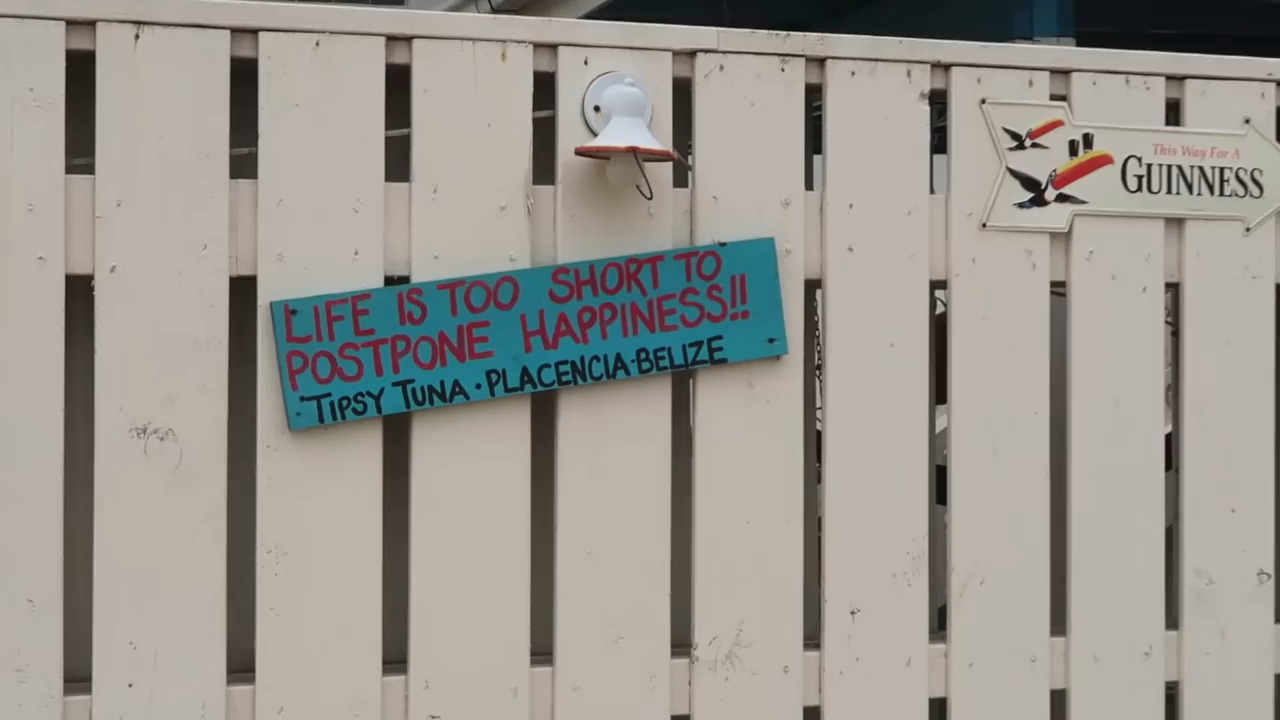 LIFE IS TOO SHORT TO
POSTPONE HAPPINESS!!
TIPSY TUNA · PLACENCIA · BELIZE
This Way For A
GUINNESS